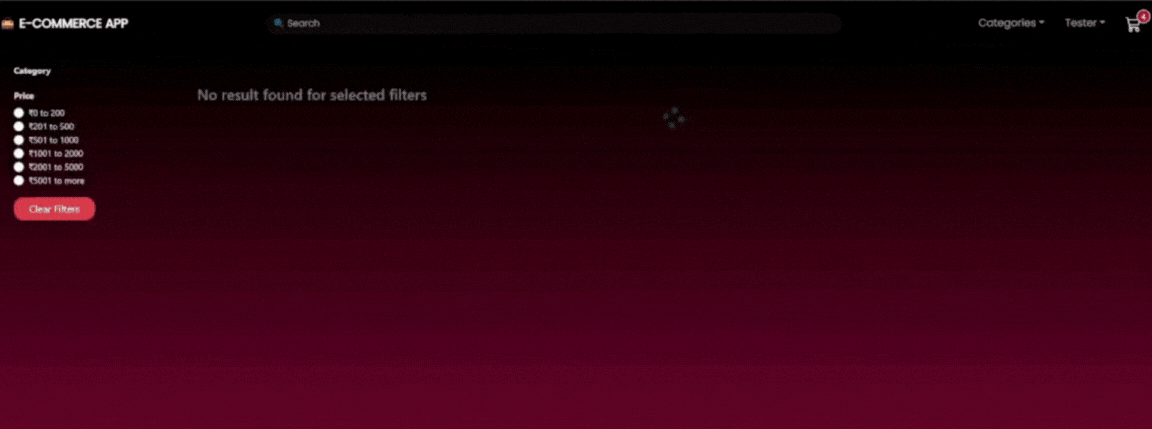 E-COMMERCE APP
Search
Categories
Tester
4
Category
Price
₹0 to 200
₹201 to 500
₹501 to 1000
₹1001 to 2000
₹2001 to 5000
₹5001 to more
Clear Filters
No result found for selected filters